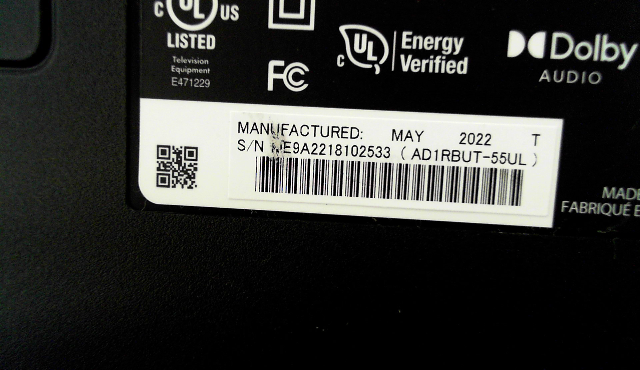 C UL US
LISTED
Television
Equipment
E471229
FC
C UL Energy
Verified
Dolby
AUDIO
MANUFACTURED: MAY 2022 T
S/N E9A2218102533 ( AD1RBUT-55UL )
MADE
FABRIQUÉ E